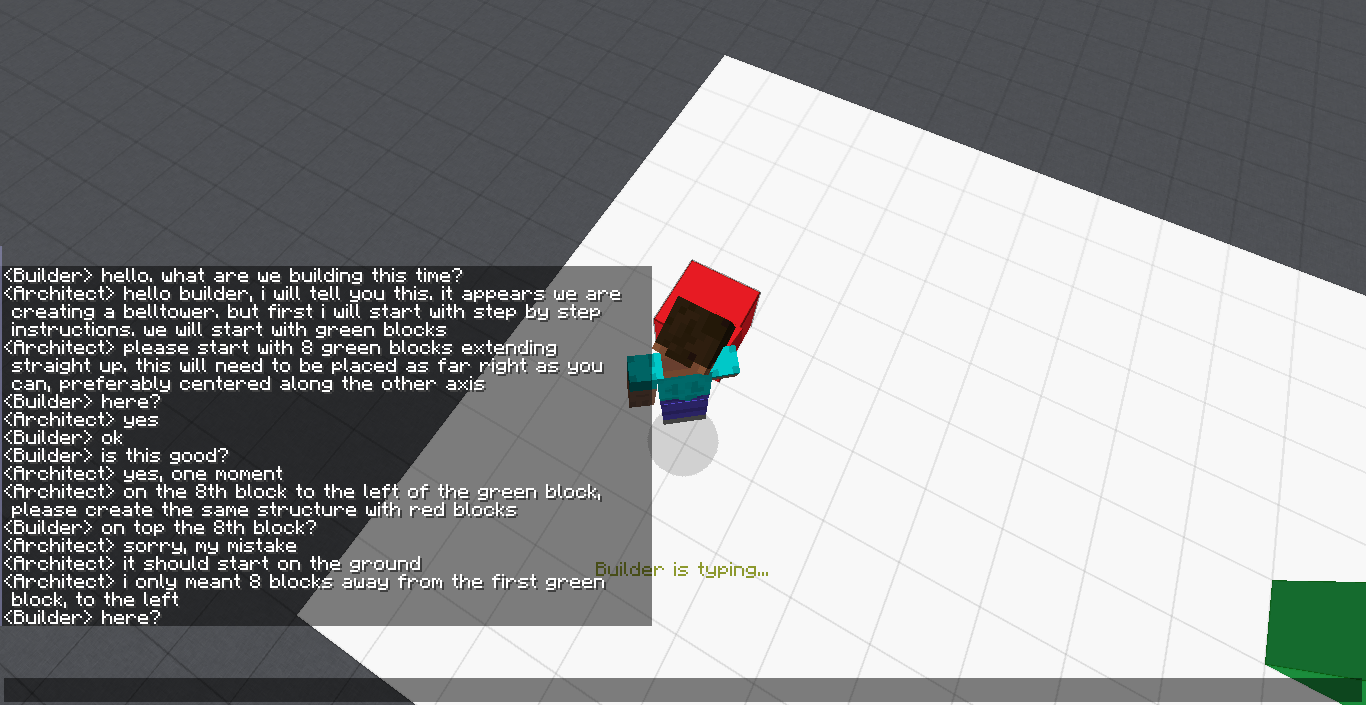 <Builder> hello. what are we building this time?
<Architect> hello builder, i will tell you this. it appears we are
creating a belltower. but first i will start with step by step
instructions. we will start with green blocks
<Architect> please start with 8 green blocks extending
straight up. this will need to be placed as far right as you
can, preferably centered along the other axis
<Builder> here?
<Architect> yes
<Builder> ok
<Builder> is this good?
<Architect> yes, one moment
<Architect> on the 8th block to the left of the green block,
please create the same structure with red blocks
<Builder> on top the 8th block?
<Architect> sorry, my mistake
<Architect> it should start on the ground
Builder is typing...
<Architect> i only meant 8 blocks away from the first green
block, to the left
<Builder> here?